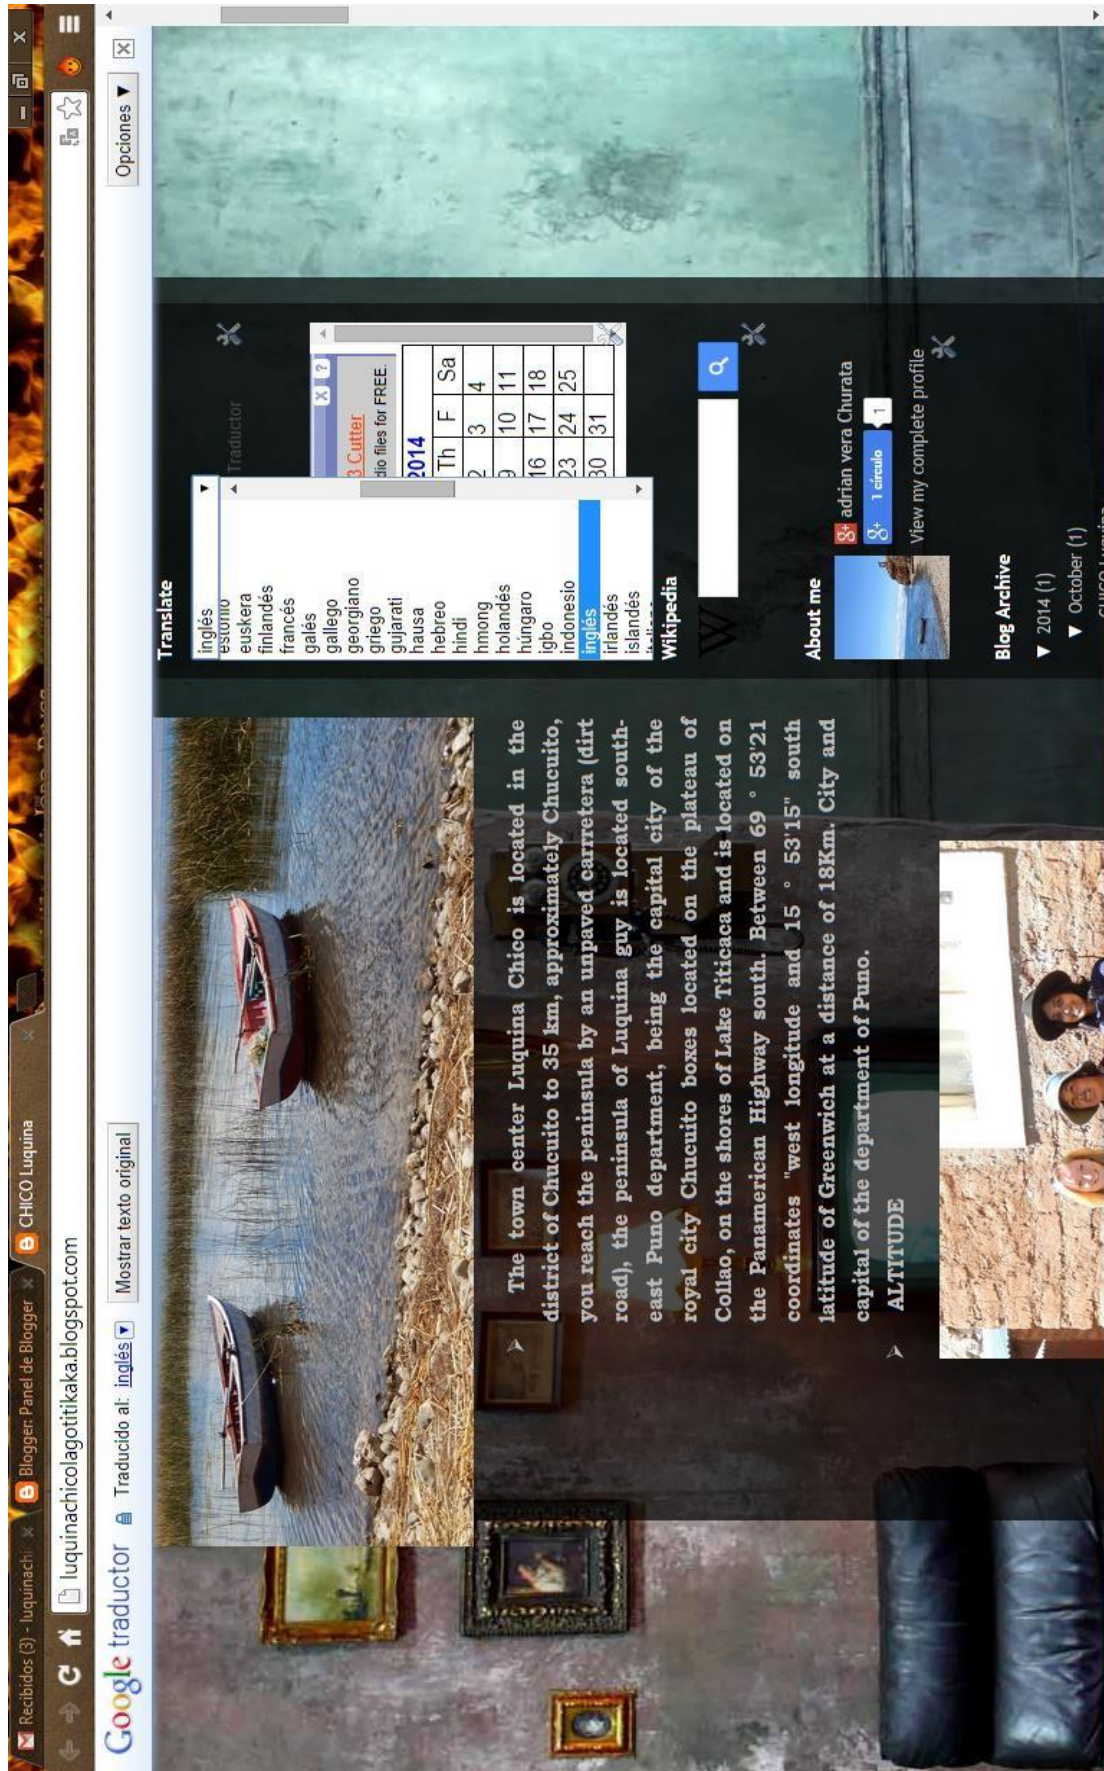 Recibidos (3) - luquinachi
Blogger: Panel de Blogger
CHICO Luquina
luquinachicolagotitikaka.blogspot.com
Google traductor
Traducido al: inglés
Mostrar texto original
Opciones ▼
➢ The town center Luquina Chico is located in the
district of Chucuito to 35 km, approximately Chucuito,
you reach the peninsula by an unpaved carrretera (dirt
road), the peninsula of Luquina guy is located south-
east Puno department, being the capital city of the
royal city Chucuito boxes located on the plateau of
Collao, on the shores of Lake Titicaca and is located on
the Panamerican Highway south. Between 69 ° 53'21
coordinates "west longitude and 15 ° 53'15" south
latitude of Greenwich at a distance of 18Km. City and
capital of the department of Puno.
➢ ALTITUDE
Translate
inglés
Traductor
estonio
euskera
finlandés
francés
galés
gallego
georgiano
griego
gujarati
hausa
hebreo
hindi
hmong
holandés
húngaro
igbo
indonesio
inglés
irlandés
islandés
X ?
3 Cutter
dio files for FREE.
2014
Th F Sa
2 3 4
9 10 11
16 17 18
23 24 25
30 31
Wikipedia
W
About me
g+ adrian vera Churata
g+ 1 círculo 1
View my complete profile
Blog Archive
▼ 2014 (1)
▼ October (1)
CHICO Luquina